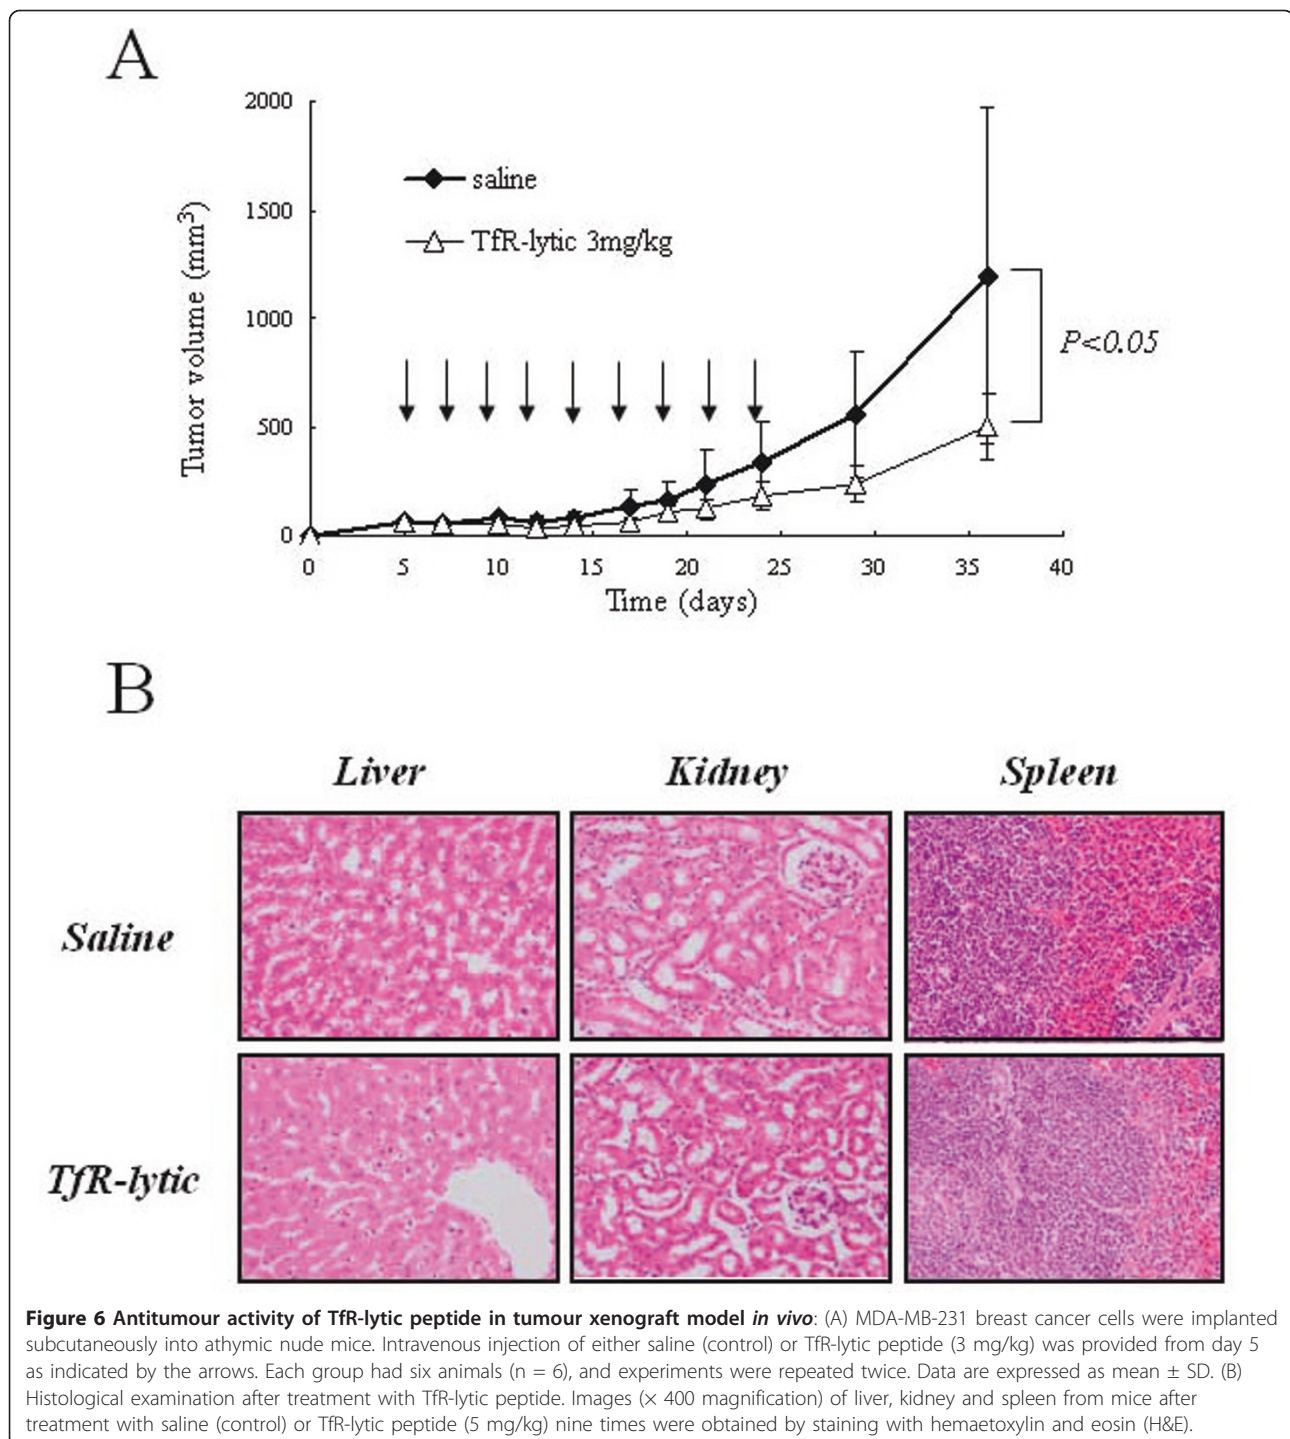 A
2000
1500
1000
500
0
Tumor volume (mm³)
saline
TfR-lytic 3mg/kg
P<0.05
0 5 10 15 20 25 30 35 40
Time (days)
B
Liver Kidney Spleen
Saline
TfR-lytic
Figure 6 Antitumour activity of TfR-lytic peptide in tumour xenograft model in vivo: (A) MDA-MB-231 breast cancer cells were implanted
subcutaneously into athymic nude mice. Intravenous injection of either saline (control) or TfR-lytic peptide (3 mg/kg) was provided from day 5
as indicated by the arrows. Each group had six animals (n = 6), and experiments were repeated twice. Data are expressed as mean ± SD. (B)
Histological examination after treatment with TfR-lytic peptide. Images (× 400 magnification) of liver, kidney and spleen from mice after
treatment with saline (control) or TfR-lytic peptide (5 mg/kg) nine times were obtained by staining with hemaetoxylin and eosin (H&E).